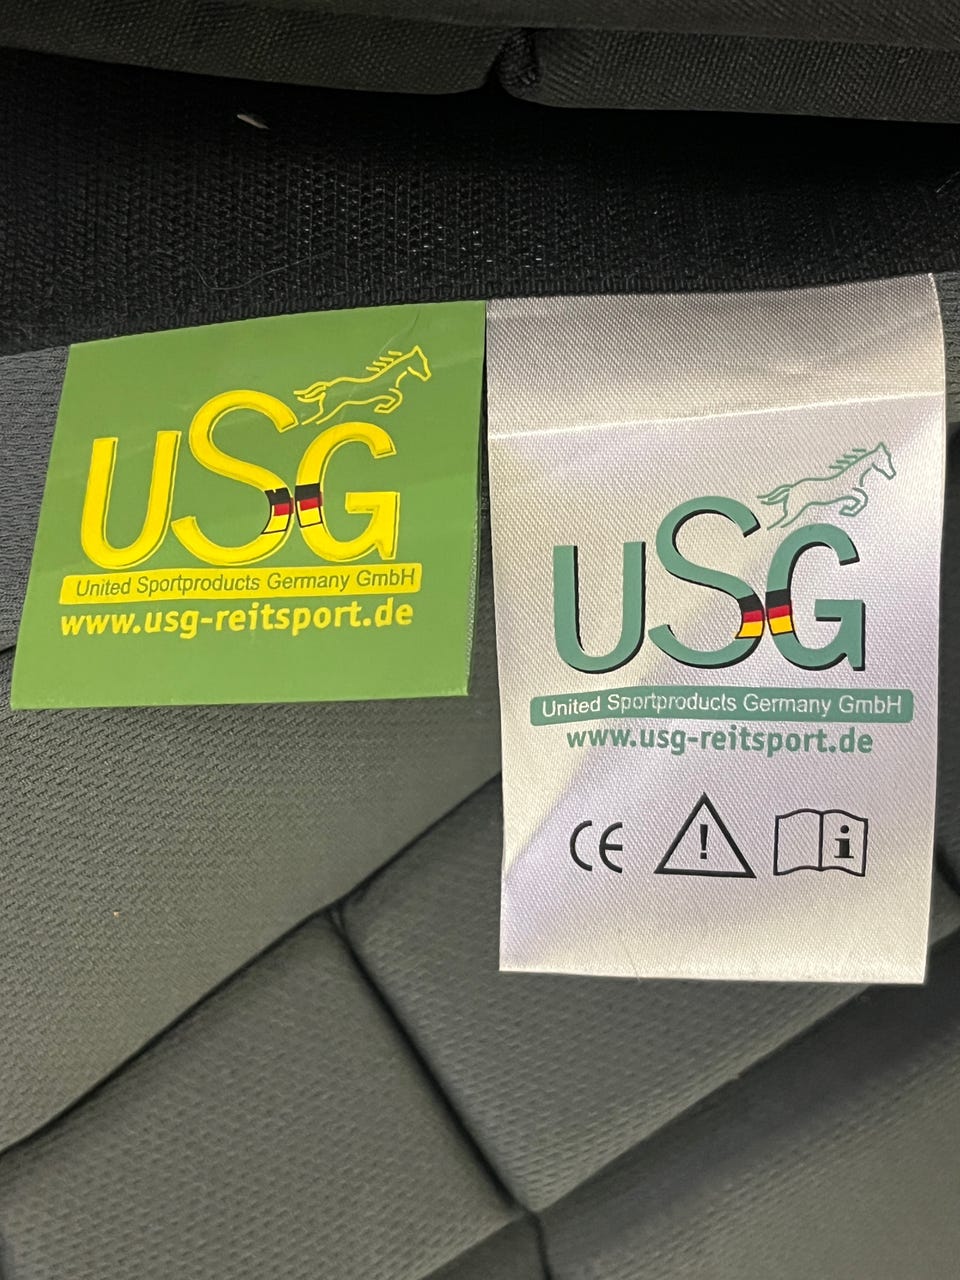 USG
United Sportproducts Germany GmbH
www.usg-reitsport.de
USG
United Sportproducts Germany GmbH
www.usg-reitsport.de
CE ! i